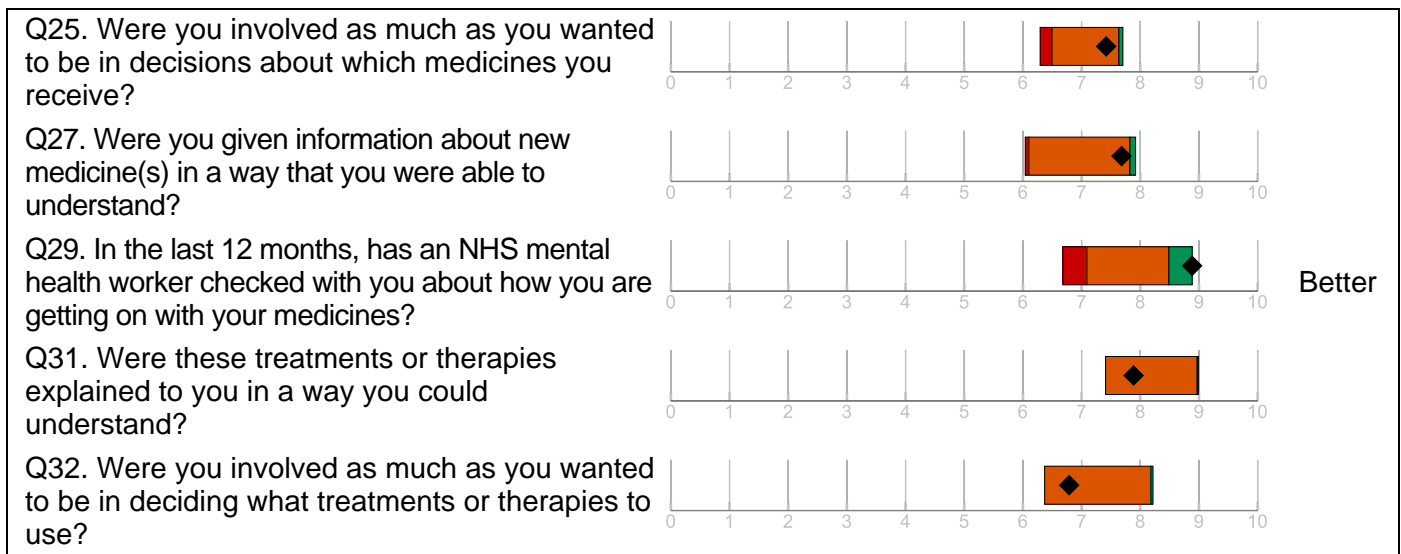 Q25. Were you involved as much as you wanted
to be in decisions about which medicines you
receive?
0 1 2 3 4 5 6 7 8 9 10
Q27. Were you given information about new
medicine(s) in a way that you were able to
understand?
0 1 2 3 4 5 6 7 8 9 10
Q29. In the last 12 months, has an NHS mental
health worker checked with you about how you are
getting on with your medicines?
0 1 2 3 4 5 6 7 8 9 10
Better
Q31. Were these treatments or therapies
explained to you in a way you could
understand?
0 1 2 3 4 5 6 7 8 9 10
Q32. Were you involved as much as you wanted
to be in deciding what treatments or therapies to
use?
0 1 2 3 4 5 6 7 8 9 10